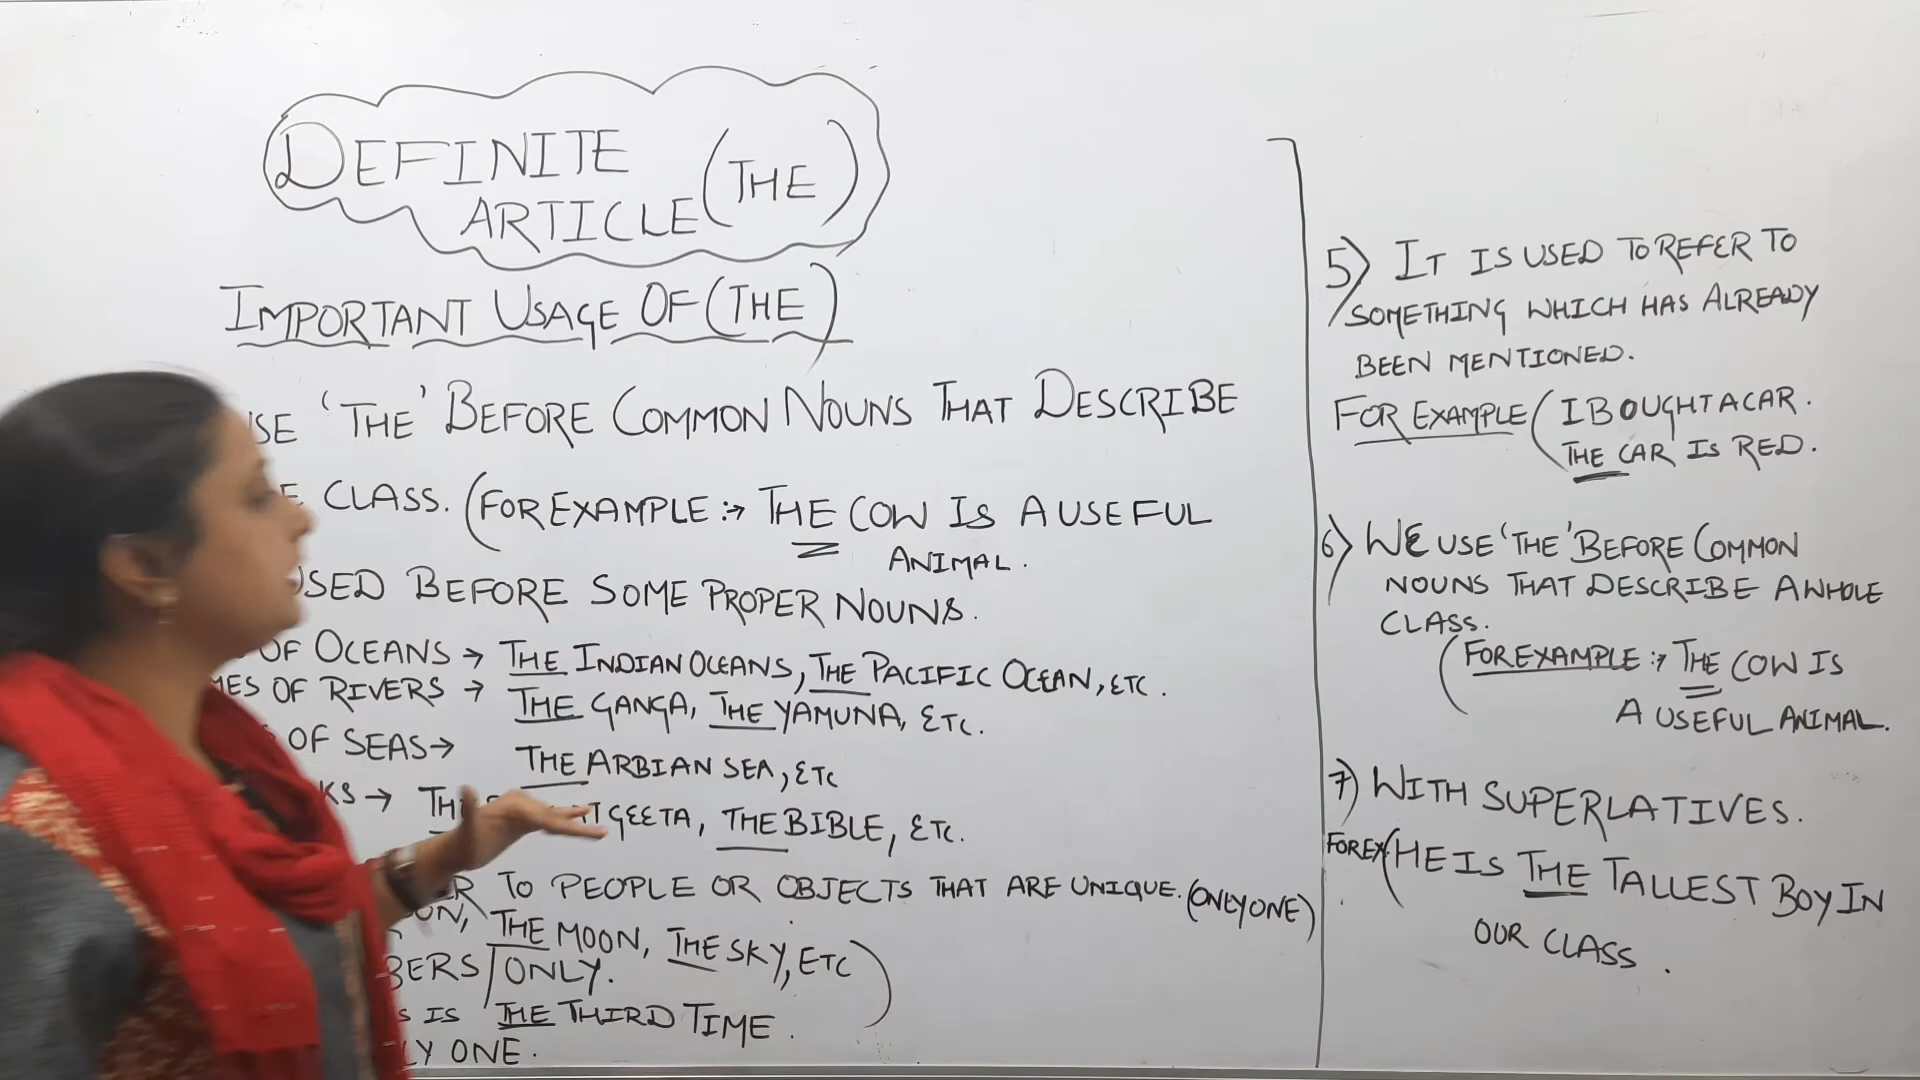 DEFINITE
ARTICLE (THE)
IMPORTANT USAGE OF (THE)
'THE' BEFORE COMMON NOUNS THAT DESCRIBE
CLASS. (FOR EXAMPLE :→ THE COW IS A USEFUL
ANIMAL.
BEFORE SOME PROPER NOUNS.
OF OCEANS → THE INDIAN OCEANS, THE PACIFIC OCEAN, ETC.
OF RIVERS → THE GANGA, THE YAMUNA, ETC.
OF SEAS → THE ARBIAN SEA, ETC
→ GEETA, THE BIBLE, ETC.
TO PEOPLE OR OBJECTS THAT ARE UNIQUE. (ONLY ONE)
THE MOON, THE SKY, ETC)
ONLY.
IS THE THIRD TIME.
ONE.
5) IT IS USED TO REFER TO
SOMETHING WHICH HAS ALREADY
BEEN MENTIONED.
FOR EXAMPLE (I BOUGHT A CAR.
THE CAR IS RED.
6) WE USE 'THE' BEFORE COMMON
NOUNS THAT DESCRIBE A WHOLE
CLASS.
(FOR EXAMPLE :→ THE COW IS
A USEFUL ANIMAL.
7) WITH SUPERLATIVES.
FOR EX. (HE IS THE TALLEST BOY IN
OUR CLASS.